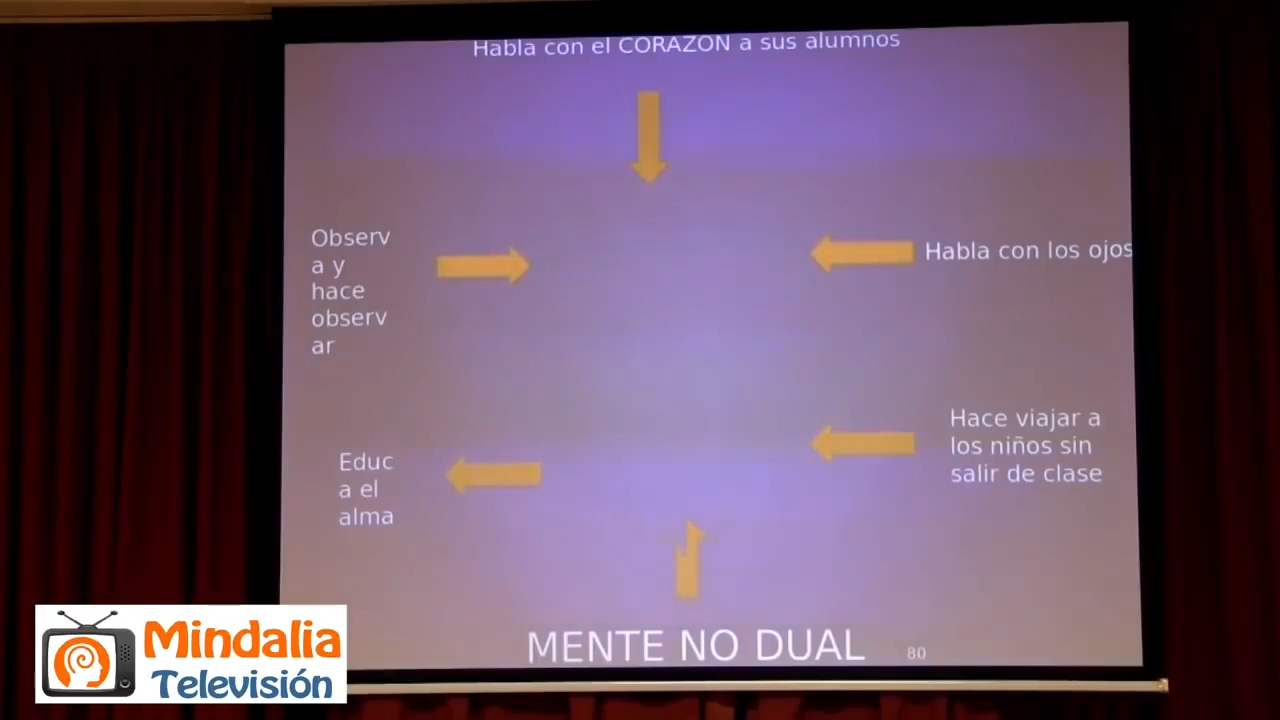 Habla con el CORAZON a sus alumnos
Observ
a y
hace
observ
ar
Habla con los ojos
Hace viajar a
los niños sin
salir de clase
Educ
a el
alma
MENTE NO DUAL
80
Mindalia
Televisión